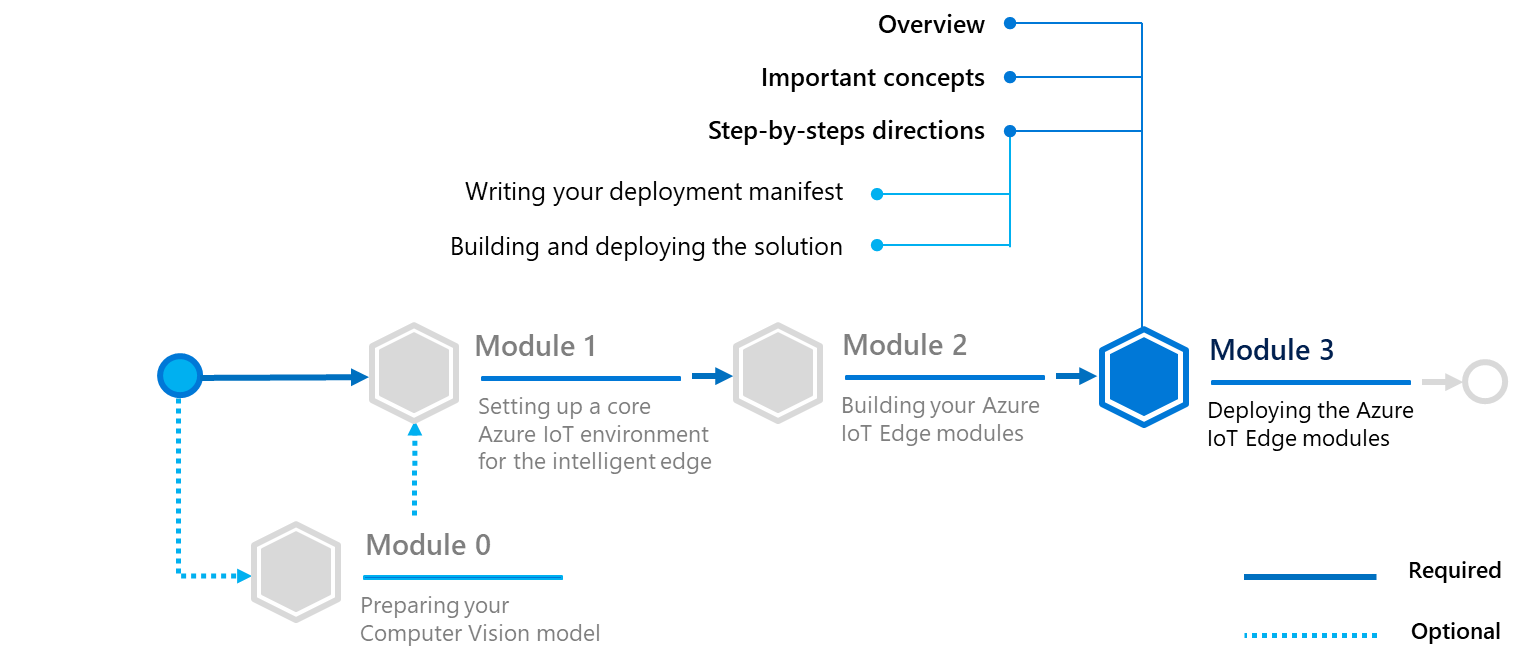 Overview
Important concepts
Step-by-steps directions
Writing your deployment manifest
Building and deploying the solution
Module 1
Setting up a core
Azure IoT environment
for the intelligent edge
Module 2
Building your Azure
IoT Edge modules
Module 3
Deploying the Azure
IoT Edge modules
Module 0
Preparing your
Computer Vision model
Required
Optional